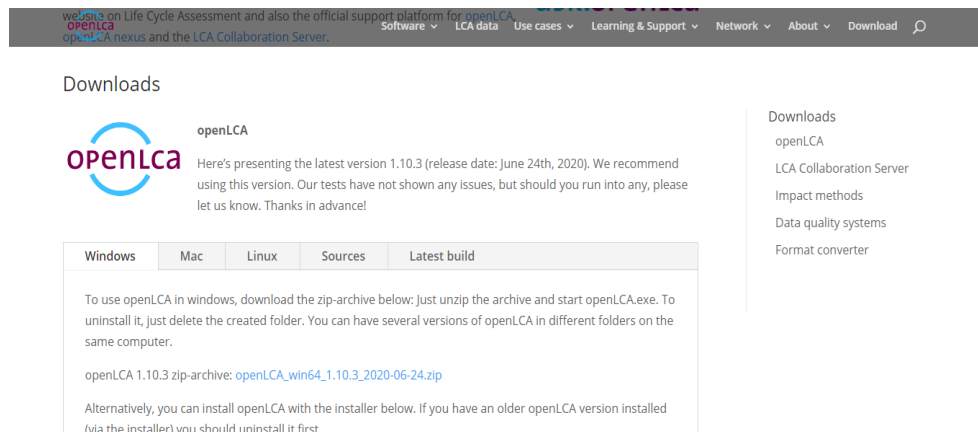 website on Life Cycle Assessment and also the official support platform for openLCA,
openLCA nexus and the LCA Collaboration Server.
openLCA
Software
LCA data
Use cases
Learning & Support
Network
About
Download
Downloads
openLCA
openLCA
Here's presenting the latest version 1.10.3 (release date: June 24th, 2020). We recommend
using this version. Our tests have not shown any issues, but should you run into any, please
let us know. Thanks in advance!
Windows
Mac
Linux
Sources
Latest build
To use openLCA in windows, download the zip-archive below: Just unzip the archive and start openLCA.exe. To
uninstall it, just delete the created folder. You can have several versions of openLCA in different folders on the
same computer.
openLCA 1.10.3 zip-archive: openLCA_win64_1.10.3_2020-06-24.zip
Alternatively, you can install openLCA with the installer below. If you have an older openLCA version installed
(via the installer) you should uninstall it first.
Downloads
openLCA
LCA Collaboration Server
Impact methods
Data quality systems
Format converter